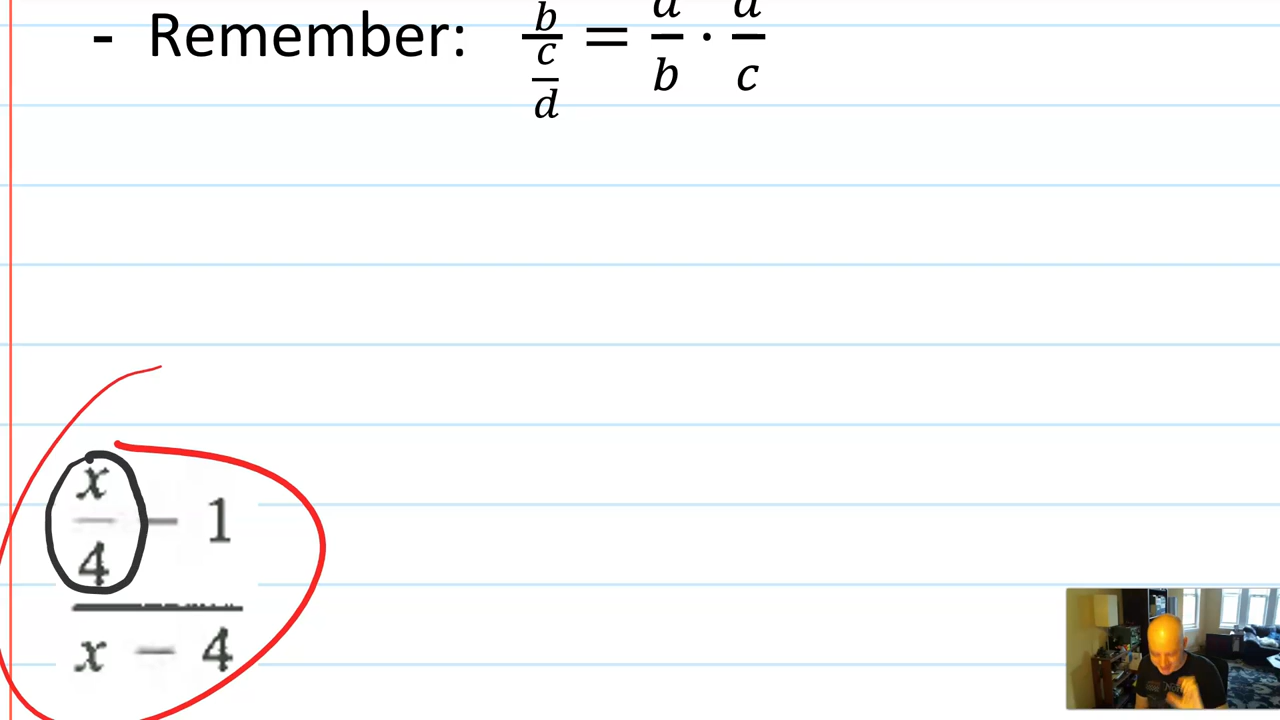 - Remember: b/(c/d) = a/b · d/c
x/4 - 1
x - 4